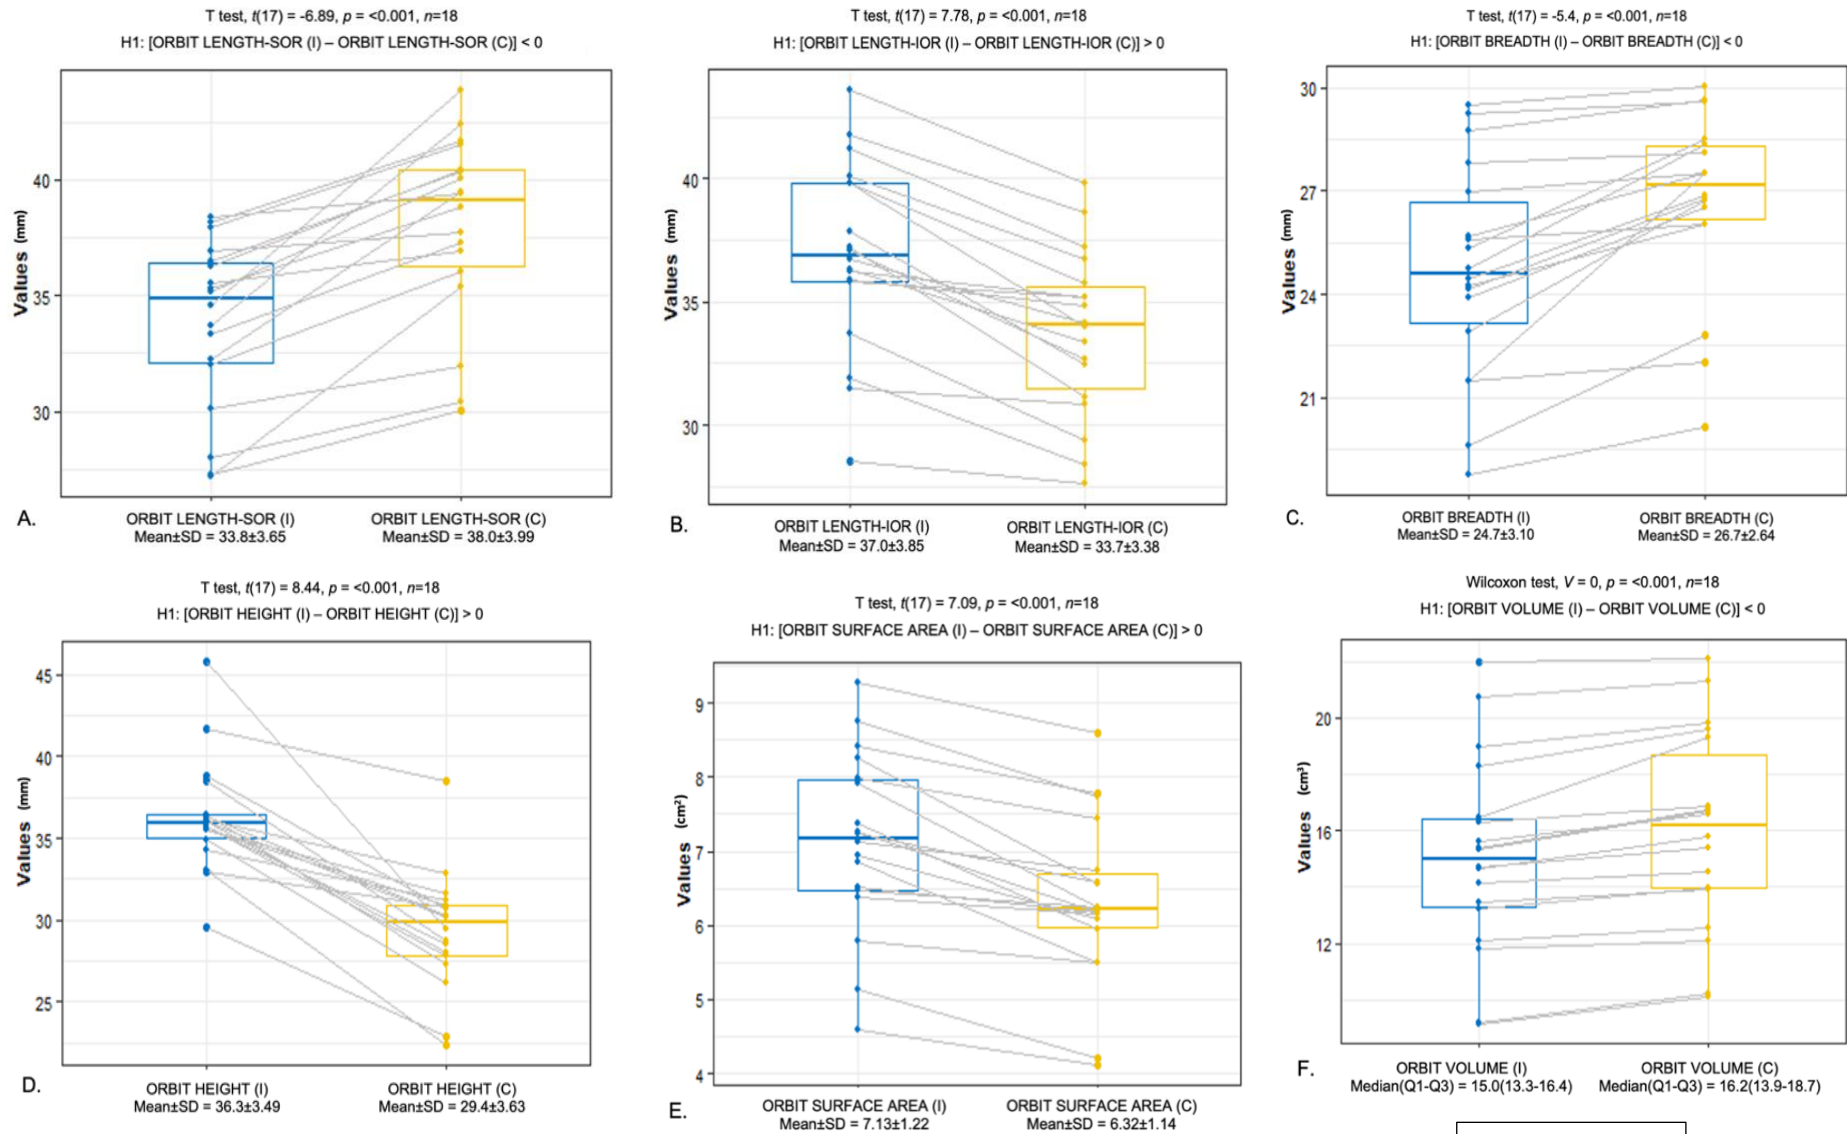 T test, t(17) = -6.89, p = <0.001, n=18
H1: [ORBIT LENGTH-SOR (I) – ORBIT LENGTH-SOR (C)] < 0
Values (mm)
40
35
30
A.
ORBIT LENGTH-SOR (I)
Mean±SD = 33.8±3.65
ORBIT LENGTH-SOR (C)
Mean±SD = 38.0±3.99
T test, t(17) = 7.78, p = <0.001, n=18
H1: [ORBIT LENGTH-IOR (I) – ORBIT LENGTH-IOR (C)] > 0
Values (mm)
40
35
30
B.
ORBIT LENGTH-IOR (I)
Mean±SD = 37.0±3.85
ORBIT LENGTH-IOR (C)
Mean±SD = 33.7±3.38
T test, t(17) = -5.4, p = <0.001, n=18
H1: [ORBIT BREADTH (I) – ORBIT BREADTH (C)] < 0
Values (mm)
30
27
24
21
C.
ORBIT BREADTH (I)
Mean±SD = 24.7±3.10
ORBIT BREADTH (C)
Mean±SD = 26.7±2.64
T test, t(17) = 8.44, p = <0.001, n=18
H1: [ORBIT HEIGHT (I) – ORBIT HEIGHT (C)] > 0
Values (mm)
45
40
35
30
25
D.
ORBIT HEIGHT (I)
Mean±SD = 36.3±3.49
ORBIT HEIGHT (C)
Mean±SD = 29.4±3.63
T test, t(17) = 7.09, p = <0.001, n=18
H1: [ORBIT SURFACE AREA (I) – ORBIT SURFACE AREA (C)] > 0
Values (cm²)
9
8
7
6
5
4
E.
ORBIT SURFACE AREA (I)
Mean±SD = 7.13±1.22
ORBIT SURFACE AREA (C)
Mean±SD = 6.32±1.14
Wilcoxon test, V = 0, p = <0.001, n=18
H1: [ORBIT VOLUME (I) – ORBIT VOLUME (C)] < 0
Values (cm³)
20
16
12
F.
ORBIT VOLUME (I)
Median(Q1-Q3) = 15.0(13.3-16.4)
ORBIT VOLUME (C)
Median(Q1-Q3) = 16.2(13.9-18.7)